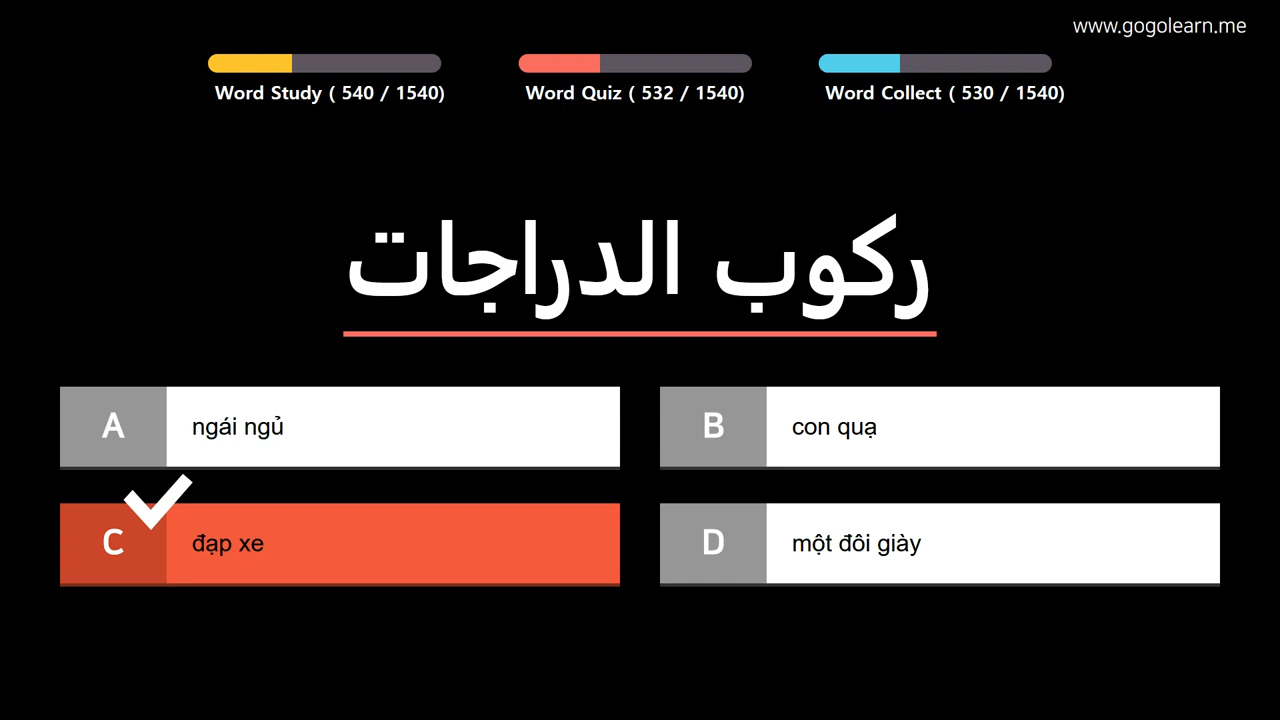 www.gogolearn.me
Word Study ( 540 / 1540)
Word Quiz ( 532 / 1540)
Word Collect ( 530 / 1540)
ركوب الدراجات
A ngái ngủ
B con quạ
C đạp xe
D một đôi giày